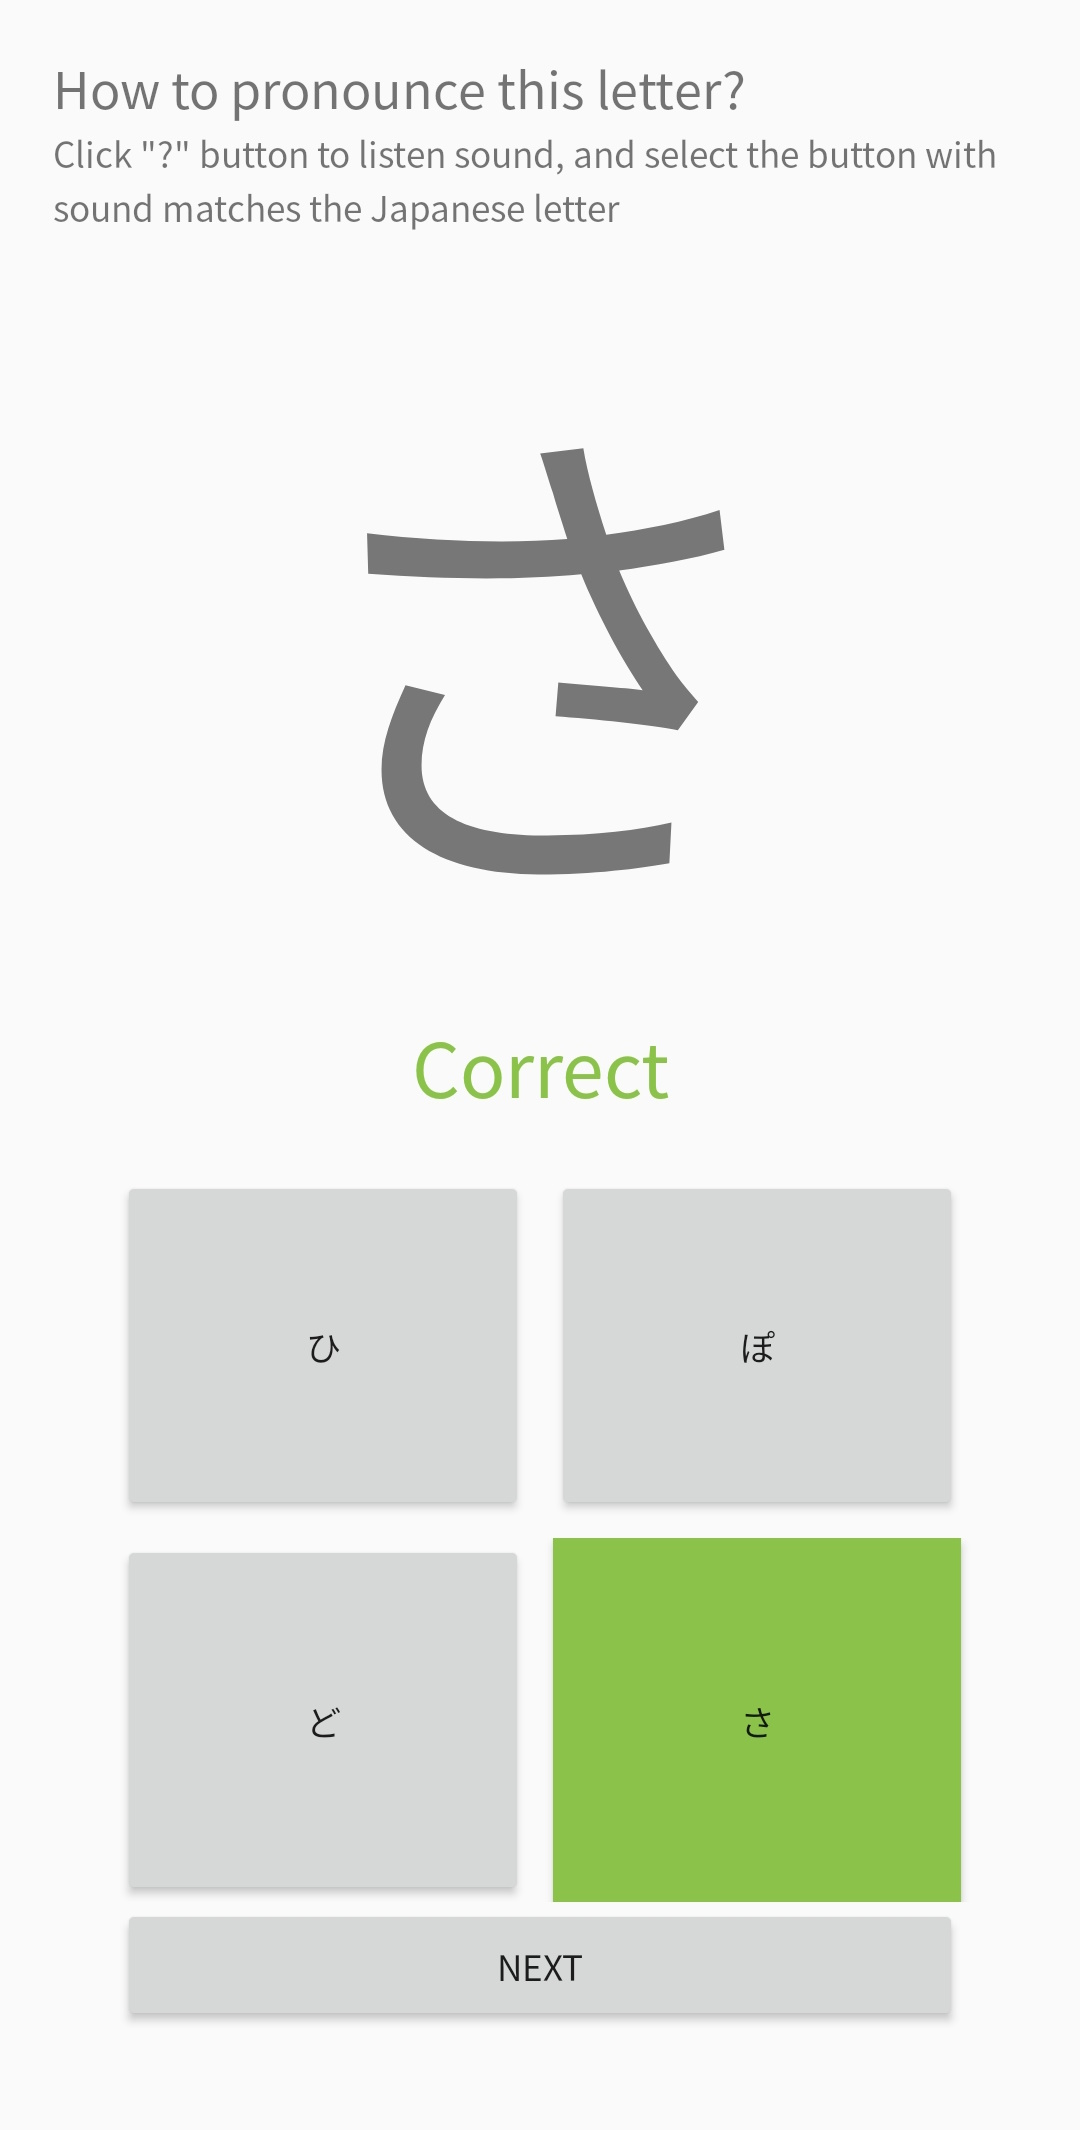 How to pronounce this letter?
Click "?" button to listen sound, and select the button with
sound matches the Japanese letter
さ
Correct
ひ
ぽ
ど
さ
NEXT